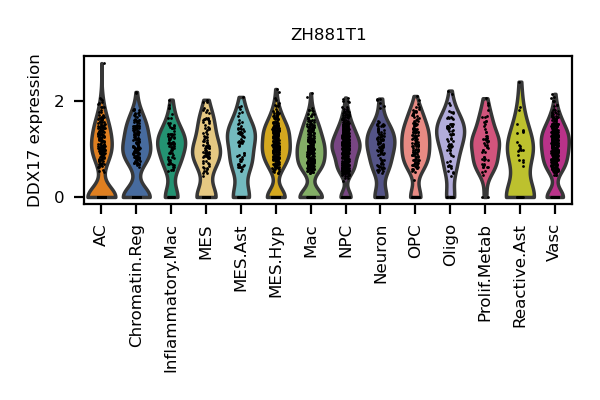 ZH881T1
DDX17 expression
2
0
AC
Chromatin.Reg
Inflammatory.Mac
MES
MES.Ast
MES.Hyp
Mac
NPC
Neuron
OPC
Oligo
Prolif.Metab
Reactive.Ast
Vasc